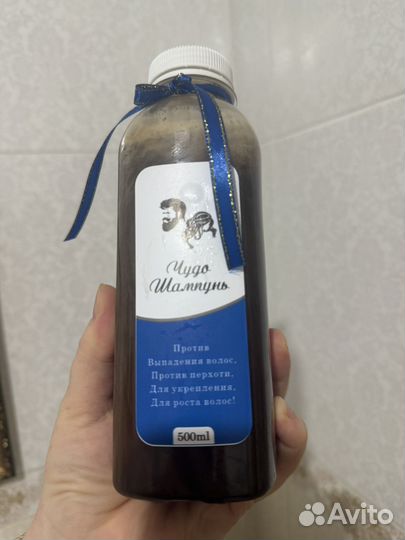 Чудо
Шампунь
Против
Выпадения волос,
Против перхоти,
Для укрепления,
Для роста волос!
500ml
Avito